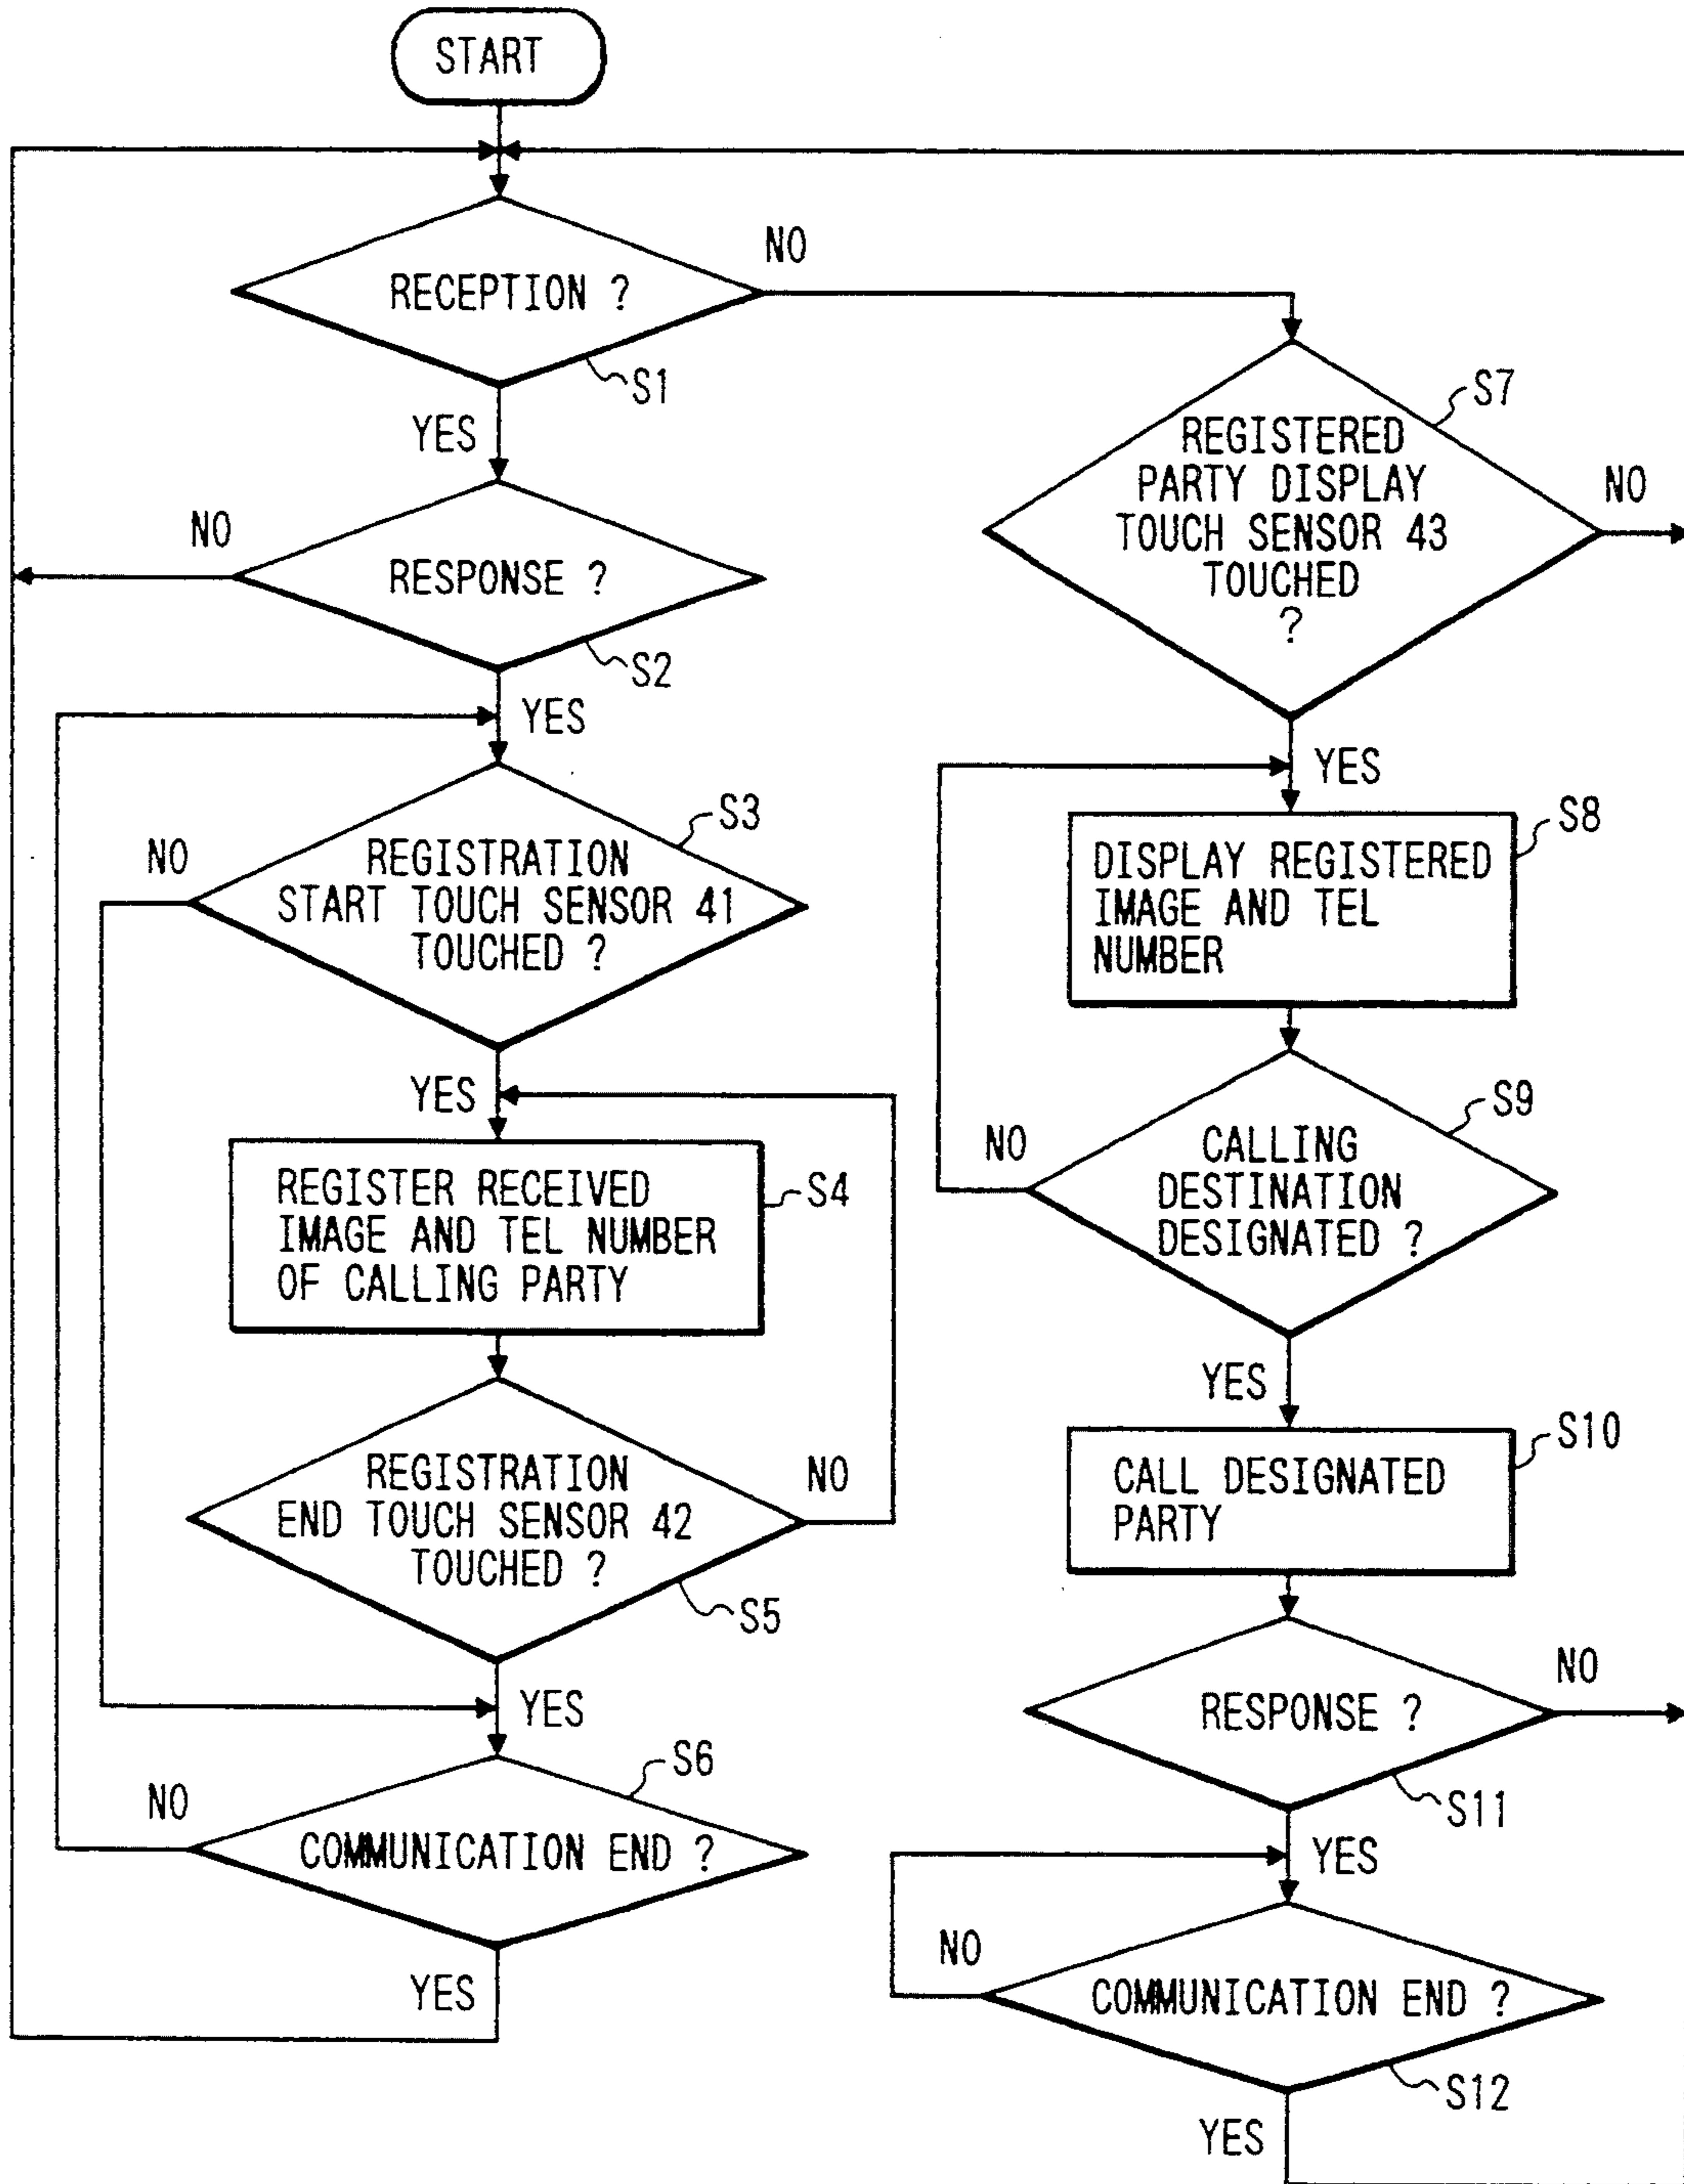 START
RECEPTION ?
NO
S1
YES
RESPONSE ?
NO
S2
YES
REGISTRATION
START TOUCH SENSOR 41
TOUCHED ?
S3
NO
YES
REGISTER RECEIVED
IMAGE AND TEL NUMBER
OF CALLING PARTY
S4
REGISTRATION
END TOUCH SENSOR 42
TOUCHED ?
NO
S5
YES
COMMUNICATION END ?
S6
NO
YES
REGISTERED
PARTY DISPLAY
TOUCH SENSOR 43
TOUCHED
?
S7
NO
YES
DISPLAY REGISTERED
IMAGE AND TEL
NUMBER
S8
CALLING
DESTINATION
DESIGNATED ?
S9
NO
YES
CALL DESIGNATED
PARTY
S10
RESPONSE ?
NO
S11
YES
COMMUNICATION END ?
NO
S12
YES